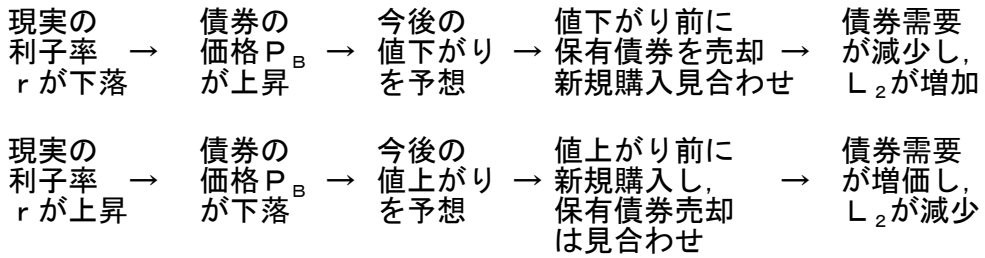 現実の 債券の 今後の 値下がり前に 債券需要
利子率 → 価格Ｐ_B → 値下がり → 保有債券を売却 → が減少し,
ｒが下落 が上昇 を予想 新規購入見合わせ Ｌ₂が増加
現実の 債券の 今後の 値上がり前に 債券需要
利子率 → 価格Ｐ_B → 値上がり → 新規購入し, → が増価し,
ｒが上昇 が下落 を予想 保有債券売却 Ｌ₂が減少
は見合わせ